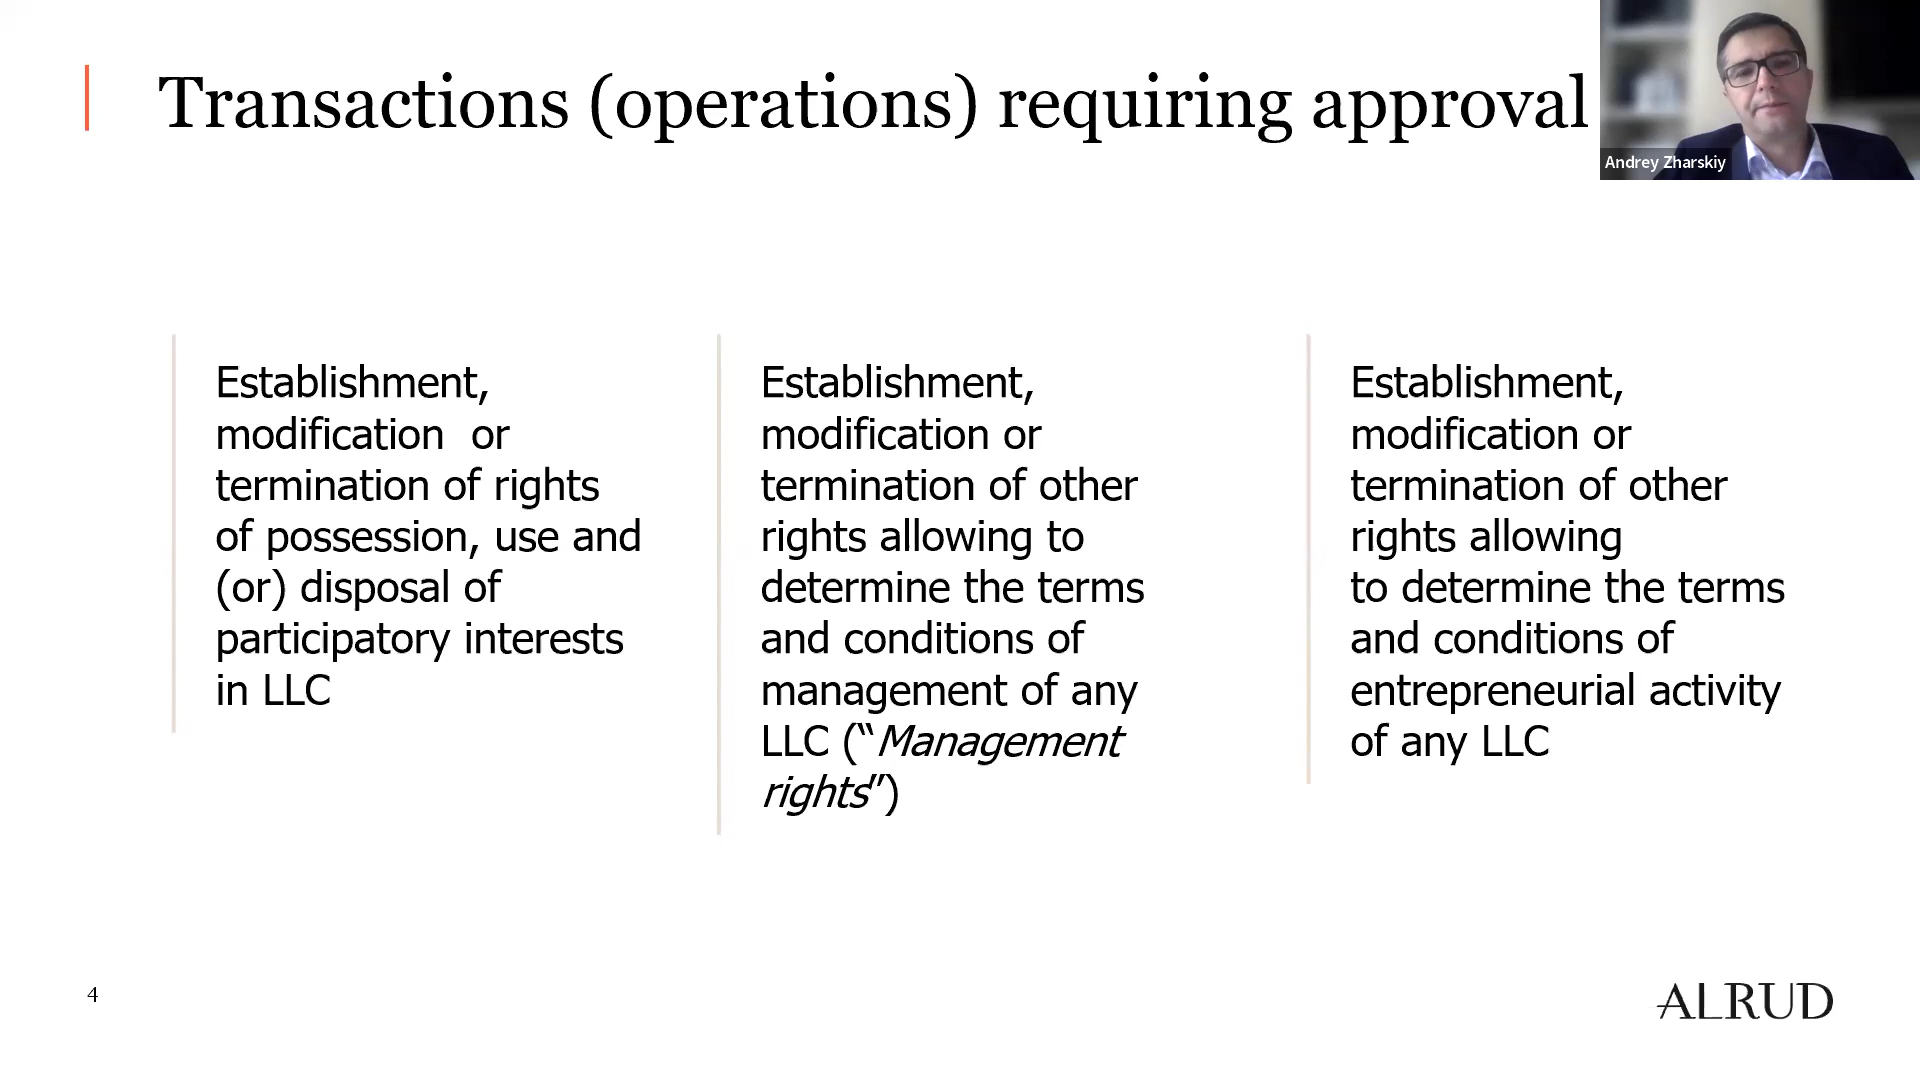 Transactions (operations) requiring approval
Andrey Zharskiy
Establishment,
modification or
termination of rights
of possession, use and
(or) disposal of
participatory interests
in LLC
Establishment,
modification or
termination of other
rights allowing to
determine the terms
and conditions of
management of any
LLC (“Management
rights”)
Establishment,
modification or
termination of other
rights allowing
to determine the terms
and conditions of
entrepreneurial activity
of any LLC
4
ALRUD